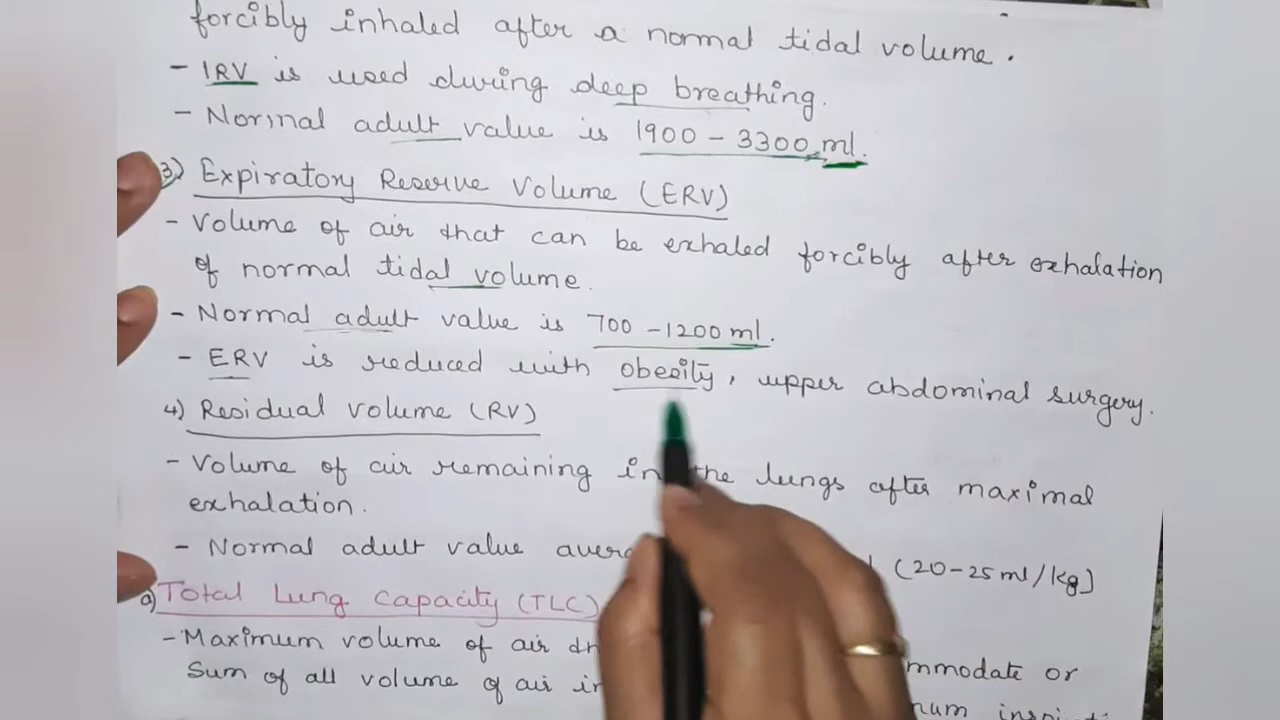 forcibly inhaled after a normal tidal volume.
- IRV is used during deep breathing.
- Normal adult value is 1900 - 3300 ml.
3) Expiratory Reserve Volume (ERV)
- Volume of air that can be exhaled forcibly after exhalation
of normal tidal volume.
- Normal adult value is 700 - 1200 ml.
- ERV is reduced with obesity, upper abdominal surgery.
4) Residual volume (RV)
- Volume of air remaining in the lungs after maximal
exhalation.
- Normal adult value (20-25 ml/kg)
a) Total Lung Capacity (TLC)
- Maximum volume of air or
Sum of all volume of air